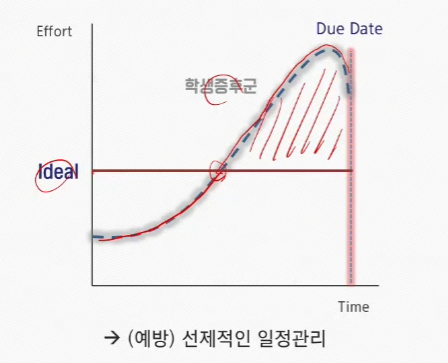 Effort
Due Date
학생증후군
Ideal
Time
→ (예방) 선제적인 일정관리